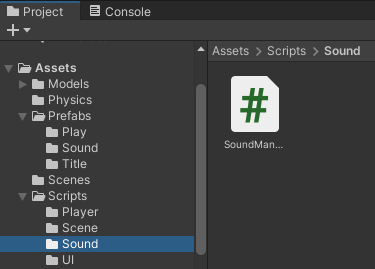 Project
Console
Assets > Scripts > Sound
Assets
Models
Physics
Prefabs
Play
Sound
Title
Scenes
Scripts
Player
Scene
Sound
UI
#
SoundMan...